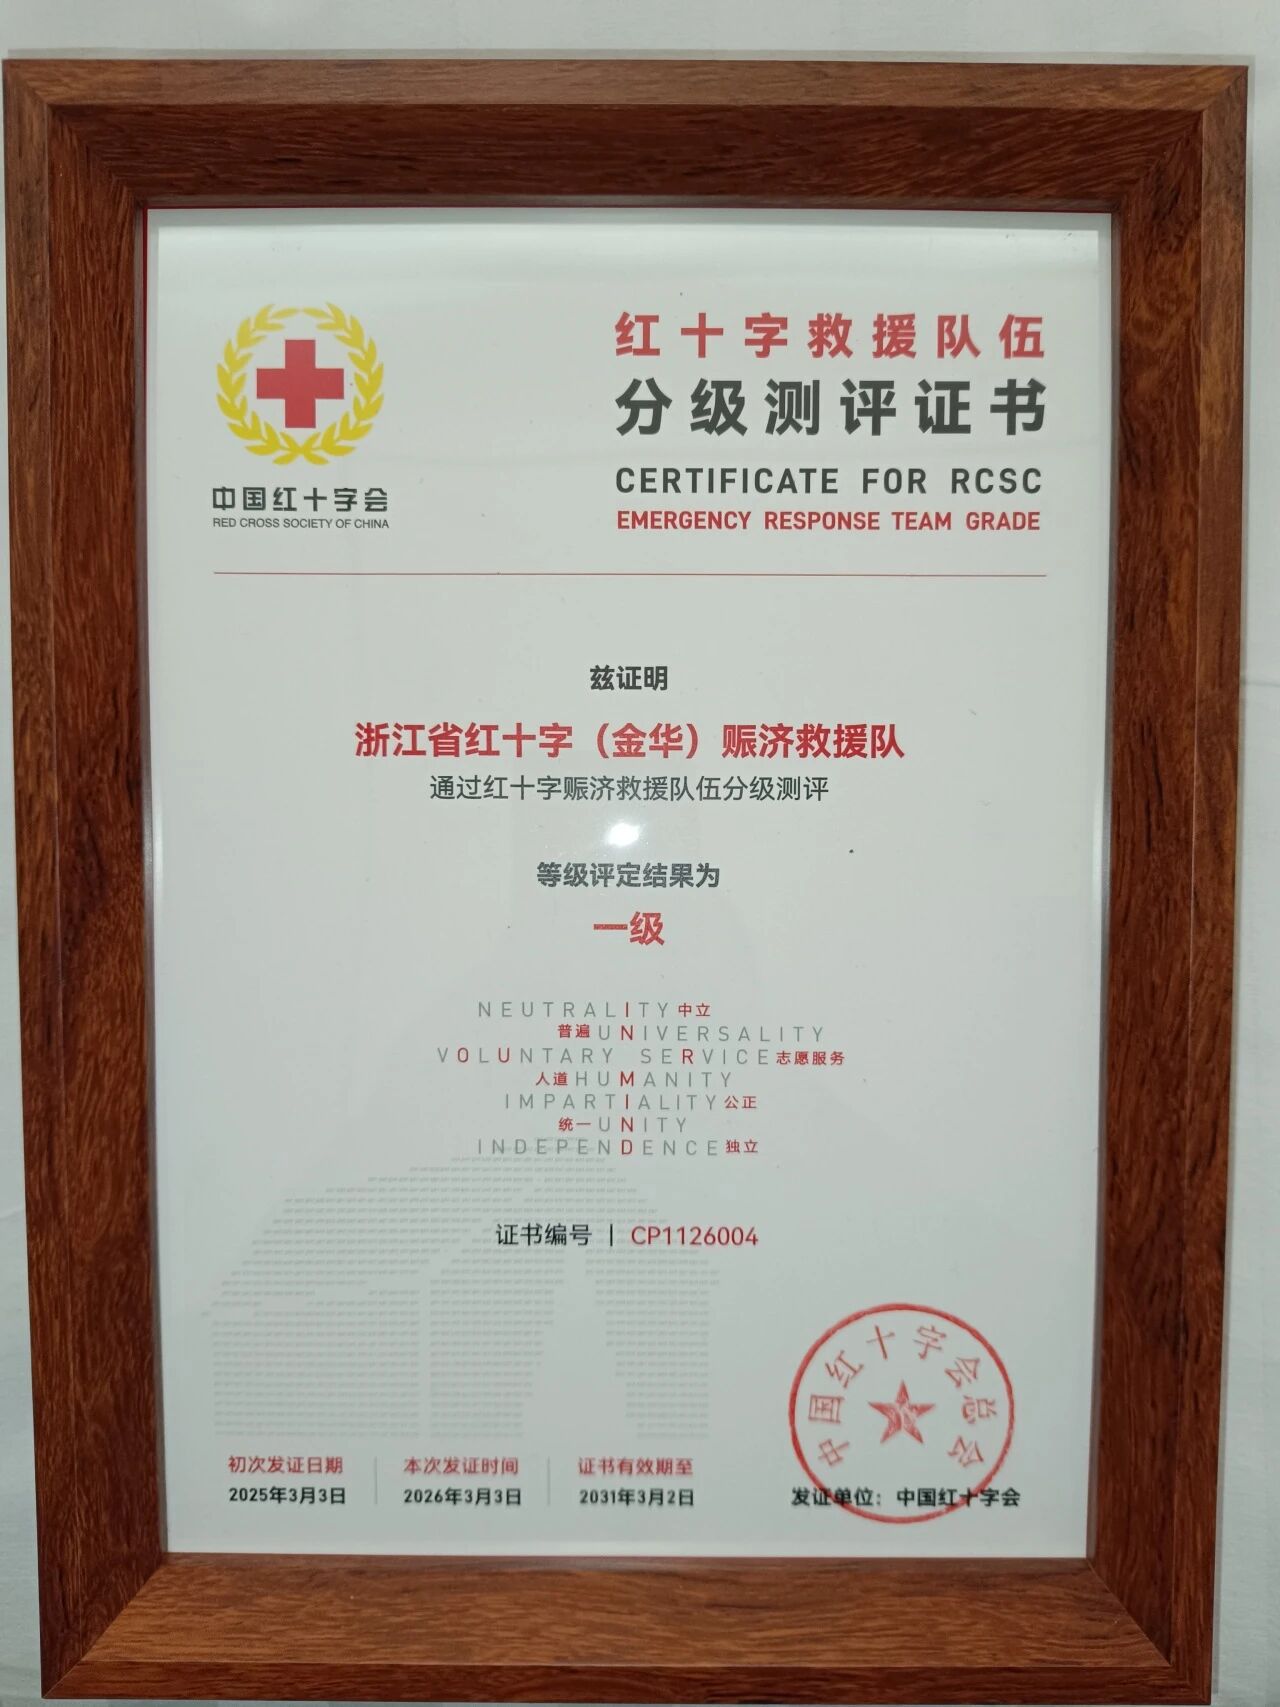 中国红十字会
RED CROSS SOCIETY OF CHINA
红十字救援队伍
分级测评证书
CERTIFICATE FOR RCSC
EMERGENCY RESPONSE TEAM GRADE
兹证明
浙江省红十字（金华）赈济救援队
通过红十字赈济救援队伍分级测评
等级评定结果为
一级
NEUTRALITY 中立
普遍 UNIVERSALITY
VOLUNTARY SERVICE 志愿服务
人道 HUMANITY
IMPARTIALITY 公正
统一 UNITY
INDEPENDENCE 独立
证书编号 | CP1126004
初次发证日期
2025年3月3日
本次发证时间
2026年3月3日
证书有效期至
2031年3月2日
中国红十字会总会
发证单位：中国红十字会